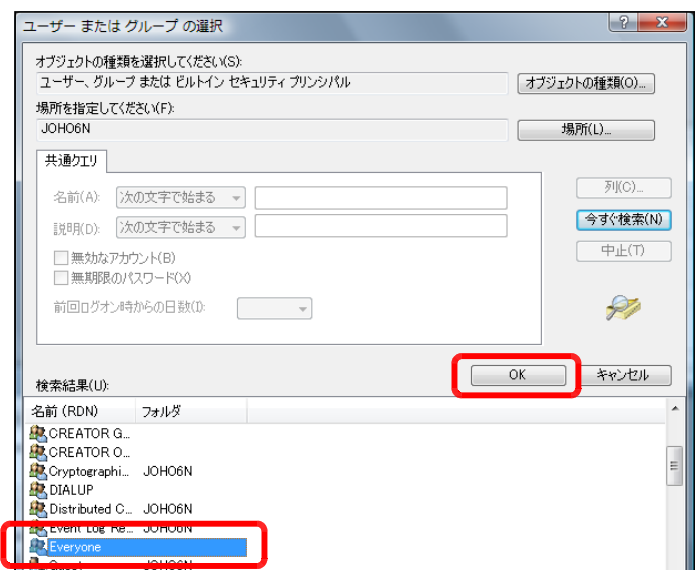 ユーザー または グループ の選択
オブジェクトの種類を選択してください(S):
ユーザー、グループ または ビルトイン セキュリティ プリンシパル
オブジェクトの種類(O)...
場所を指定してください(F):
JOHO6N
場所(L)...
共通クエリ
名前(A):
次の文字で始まる
列(C)...
今すぐ検索(N)
説明(D):
次の文字で始まる
中止(T)
無効なアカウント(B)
無期限のパスワード(X)
前回ログオン時からの日数(I):
OK
キャンセル
検索結果(U):
名前 (RDN) フォルダ
CREATOR G...
CREATOR O...
Cryptographi... JOHO6N
DIALUP
Distributed C... JOHO6N
Event Log Re... JOHO6N
Everyone
Guest JOHO6N